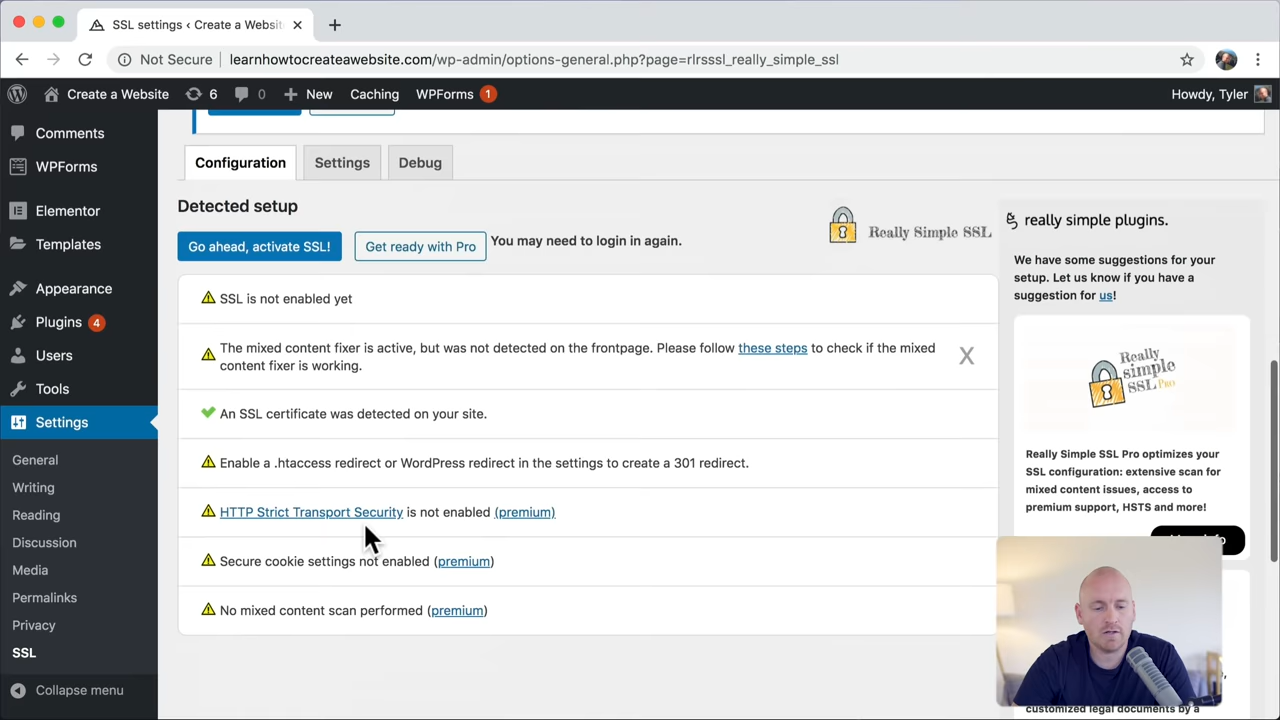 SSL settings ‹ Create a Websit
Not Secure
learnhowtocreateawebsite.com/wp-admin/options-general.php?page=rlrsssl_really_simple_ssl
Create a Website
6
0
New
Caching
WPForms
1
Howdy, Tyler
Comments
WPForms
Elementor
Templates
Appearance
Plugins
4
Users
Tools
Settings
General
Writing
Reading
Discussion
Media
Permalinks
Privacy
SSL
Collapse menu
Configuration
Settings
Debug
Detected setup
Go ahead, activate SSL!
Get ready with Pro
You may need to login in again.
Really Simple SSL
SSL is not enabled yet
The mixed content fixer is active, but was not detected on the frontpage. Please follow these steps to check if the mixed
content fixer is working.
X
An SSL certificate was detected on your site.
Enable a .htaccess redirect or WordPress redirect in the settings to create a 301 redirect.
HTTP Strict Transport Security is not enabled (premium)
Secure cookie settings not enabled (premium)
No mixed content scan performed (premium)
really simple plugins.
We have some suggestions for your
setup. Let us know if you have a
suggestion for us!
Really
simple
SSL Pro
Really Simple SSL Pro optimizes your
SSL configuration: extensive scan for
mixed content issues, access to
premium support, HSTS and more!
customized legal documents by a